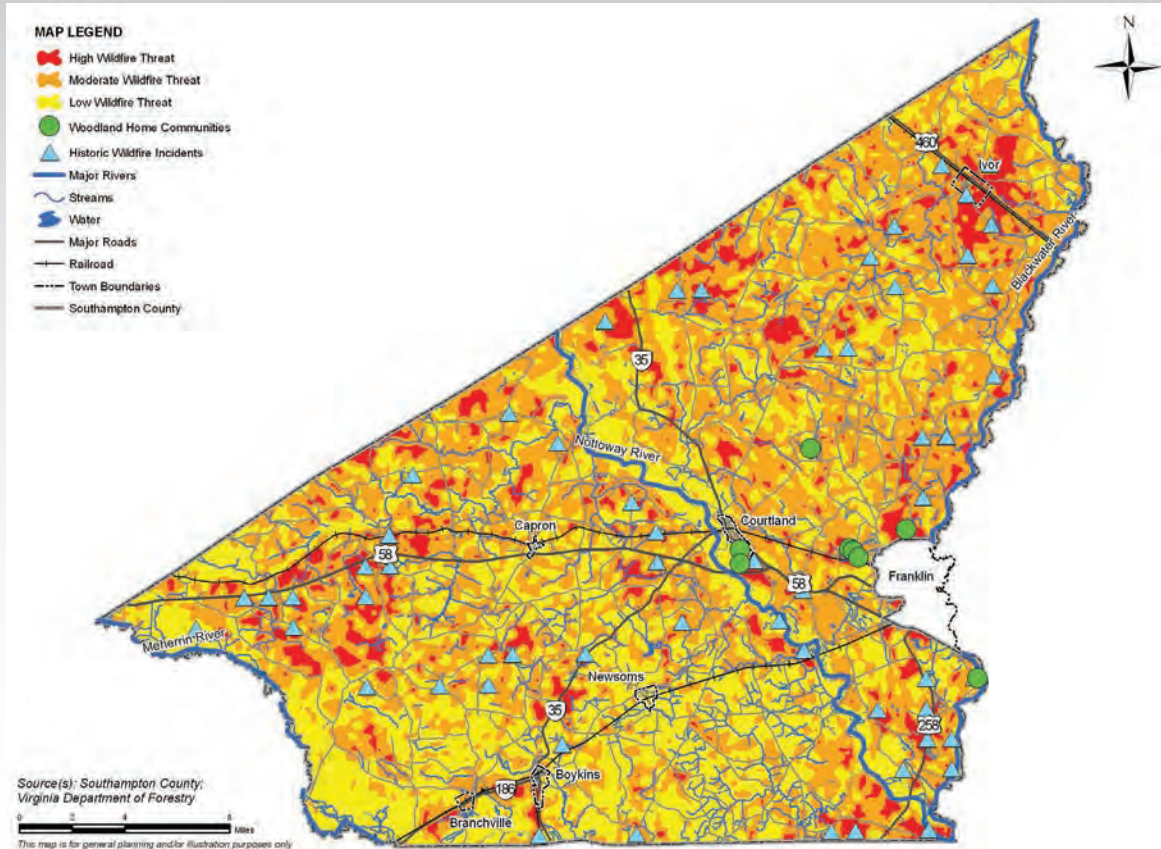 MAP LEGEND
High Wildfire Threat
Moderate Wildfire Threat
Low Wildfire Threat
Woodland Home Communities
Historic Wildfire Incidents
Major Rivers
Streams
Water
Major Roads
Railroad
Town Boundaries
Southampton County
N
460
Ivor
Blackwater River
35
Nottoway River
Courtland
Capron
58
58
Franklin
Meherrin River
Newsoms
35
258
Boykins
186
Branchville
Source(s): Southampton County;
Virginia Department of Forestry
2 4 8
Miles
This map is for general planning and/or illustration purposes only